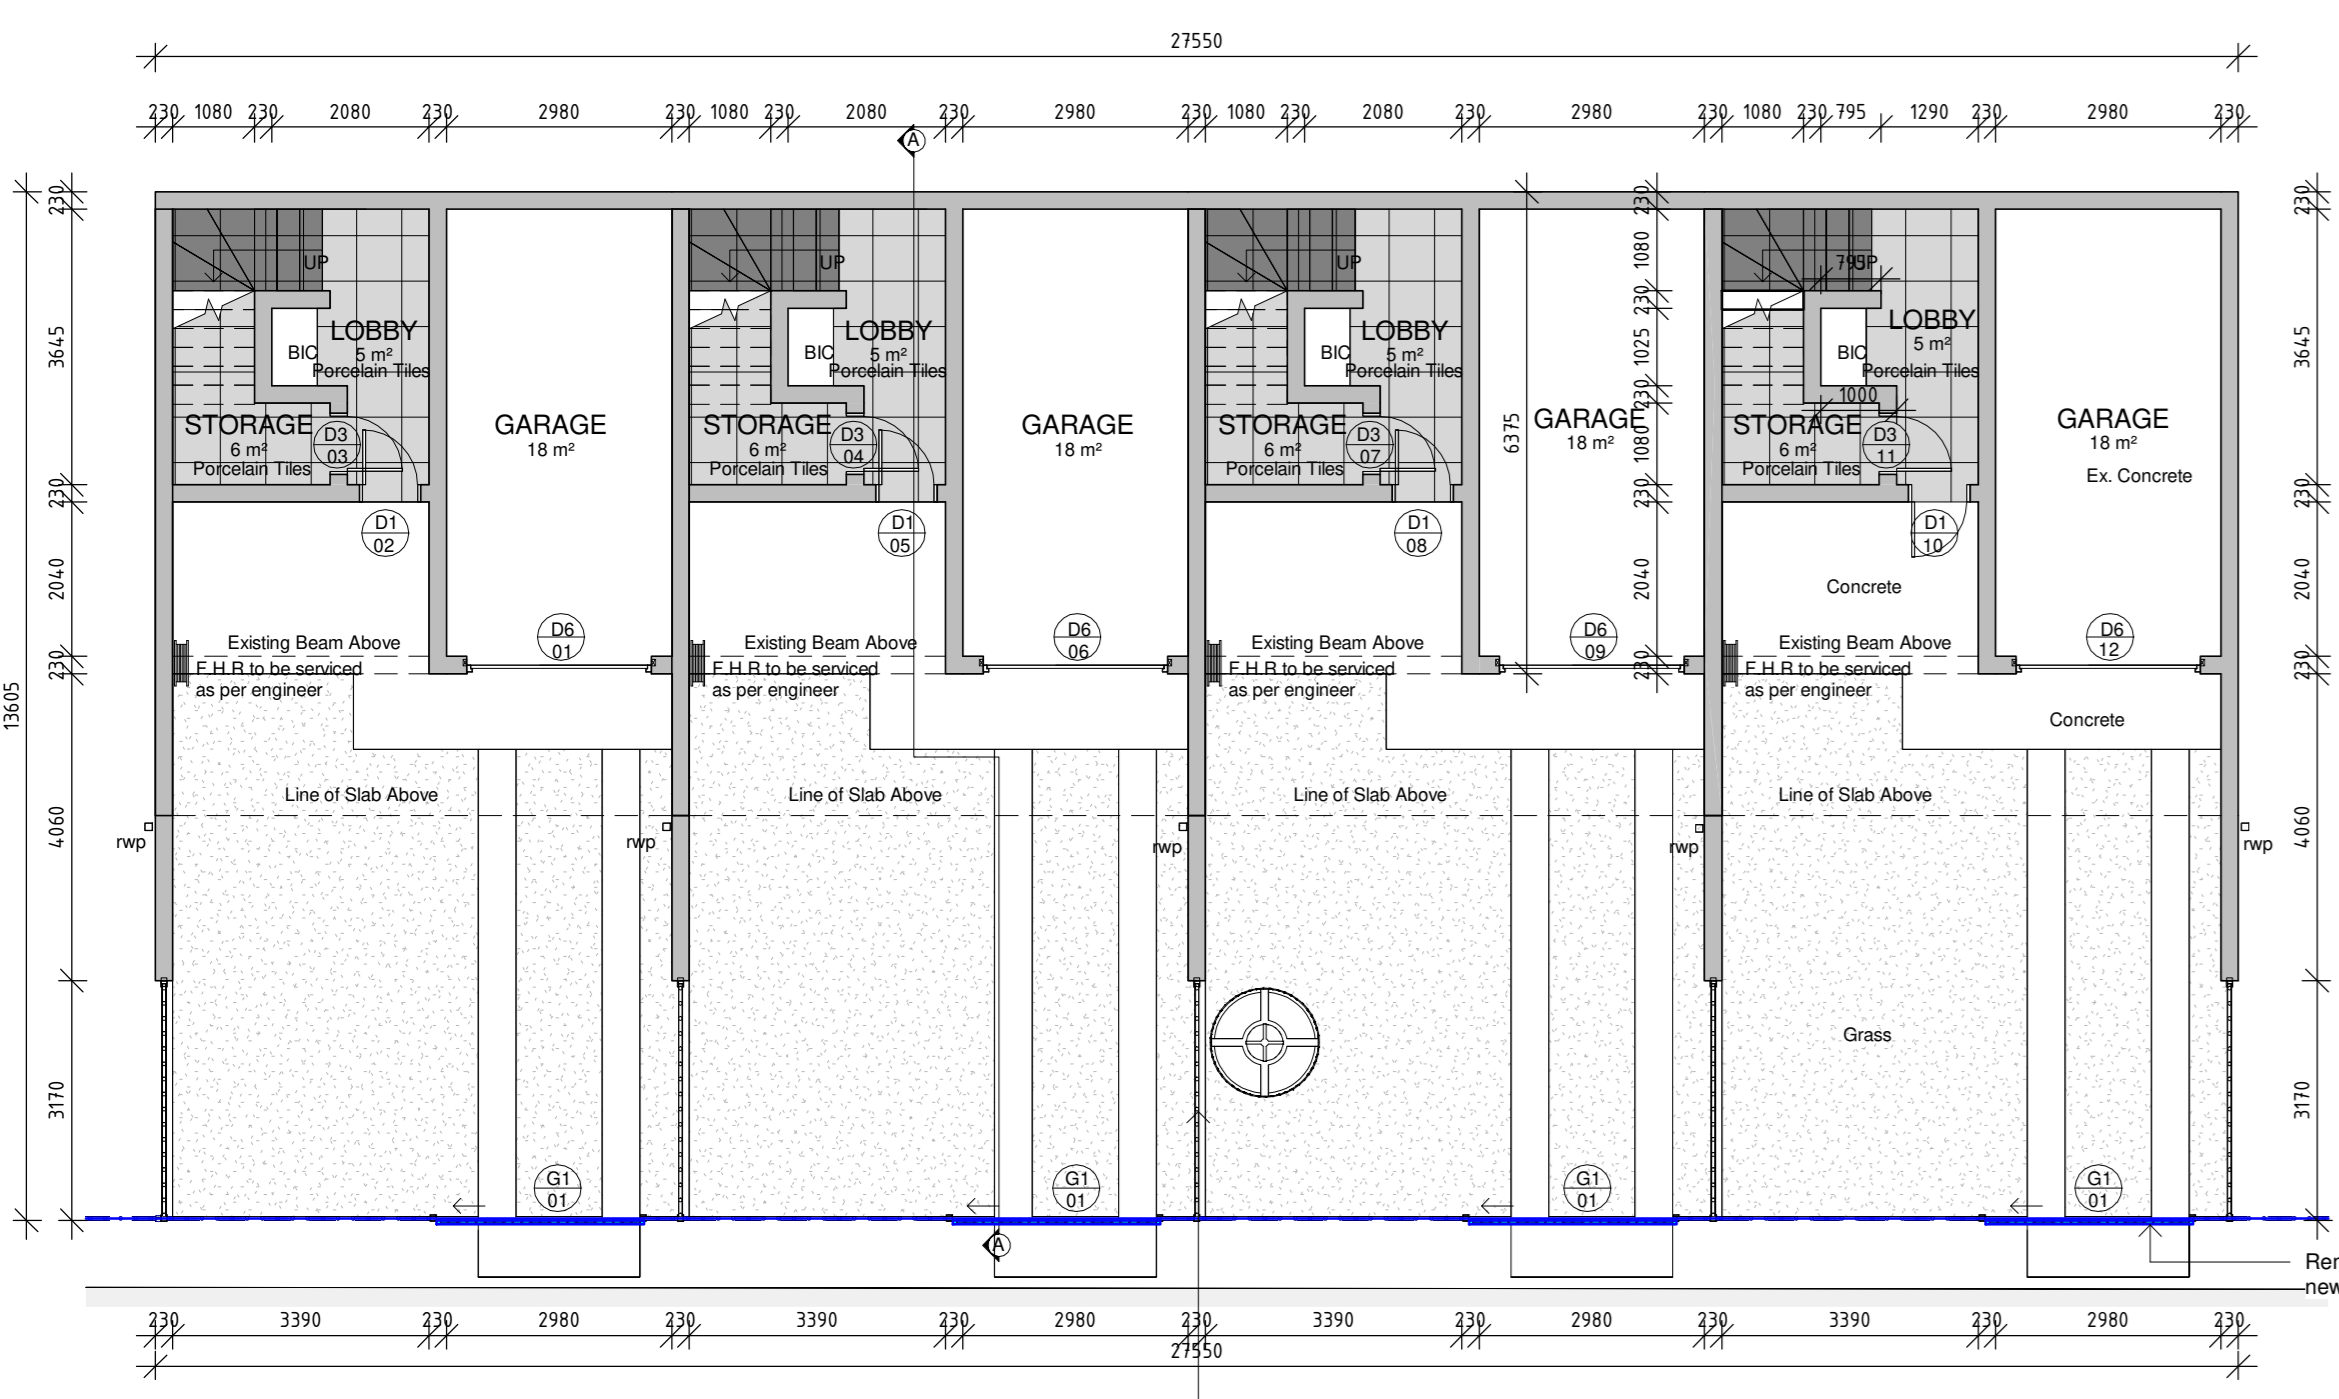 27550
230 1080 230 2080 230 2980 230 1080 230 2080 230 2980 230 1080 230 2080 230 2980 230 1080 230 795 1290 230 2980 230
A
230 230 230
UP UP UP 795 UP
1080
230
LOBBY LOBBY LOBBY LOBBY
5 m² 5 m² 5 m² 5 m²
Porcelain Tiles Porcelain Tiles Porcelain Tiles Porcelain Tiles
BIC BIC BIC BIC
3645 1025 3645
230
1000
STORAGE GARAGE STORAGE GARAGE STORAGE GARAGE STORAGE GARAGE
6 m² 18 m² 6 m² 18 m² 6 m² 18 m² 6 m² 18 m²
Porcelain Tiles Porcelain Tiles Porcelain Tiles Porcelain Tiles
D3 D3 D3 D3
03 04 07 11
6375 1080
Ex. Concrete
230 230 230
D1 D1 D1 D1
02 05 08 10
2040 2040 2040
Concrete
D6 D6 D6 D6
01 06 09 12
Existing Beam Above Existing Beam Above Existing Beam Above Existing Beam Above
230 230 230
F.H.R to be serviced F.H.R to be serviced F.H.R to be serviced F.H.R to be serviced
as per engineer as per engineer as per engineer as per engineer
13605
Concrete
Line of Slab Above Line of Slab Above Line of Slab Above Line of Slab Above
4060 4060
rwp rwp rwp rwp rwp
Grass
3170 3170
G1 G1 G1 G1
01 01 01 01
A
230 3390 230 2980 230 3390 230 2980 230 3390 230 2980 230 3390 230 2980 230
27550